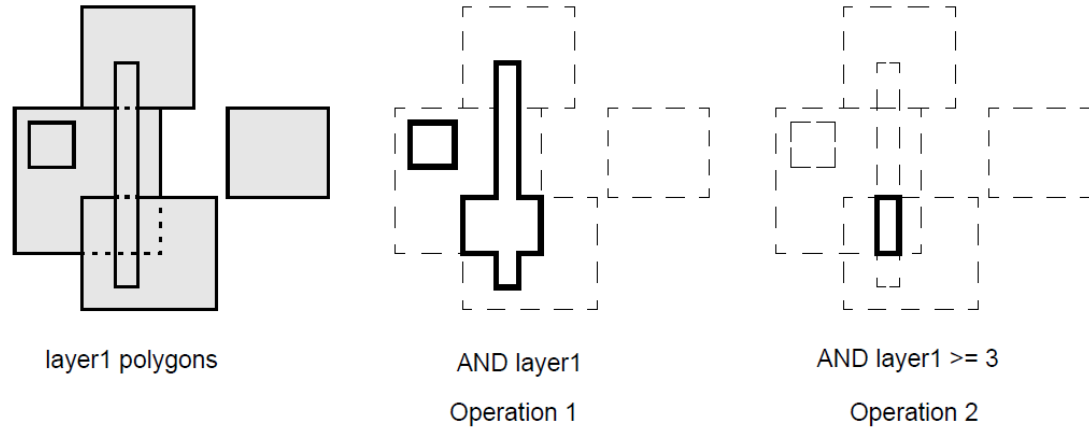 layer1 polygons
AND layer1
AND layer1 >= 3
Operation 1
Operation 2